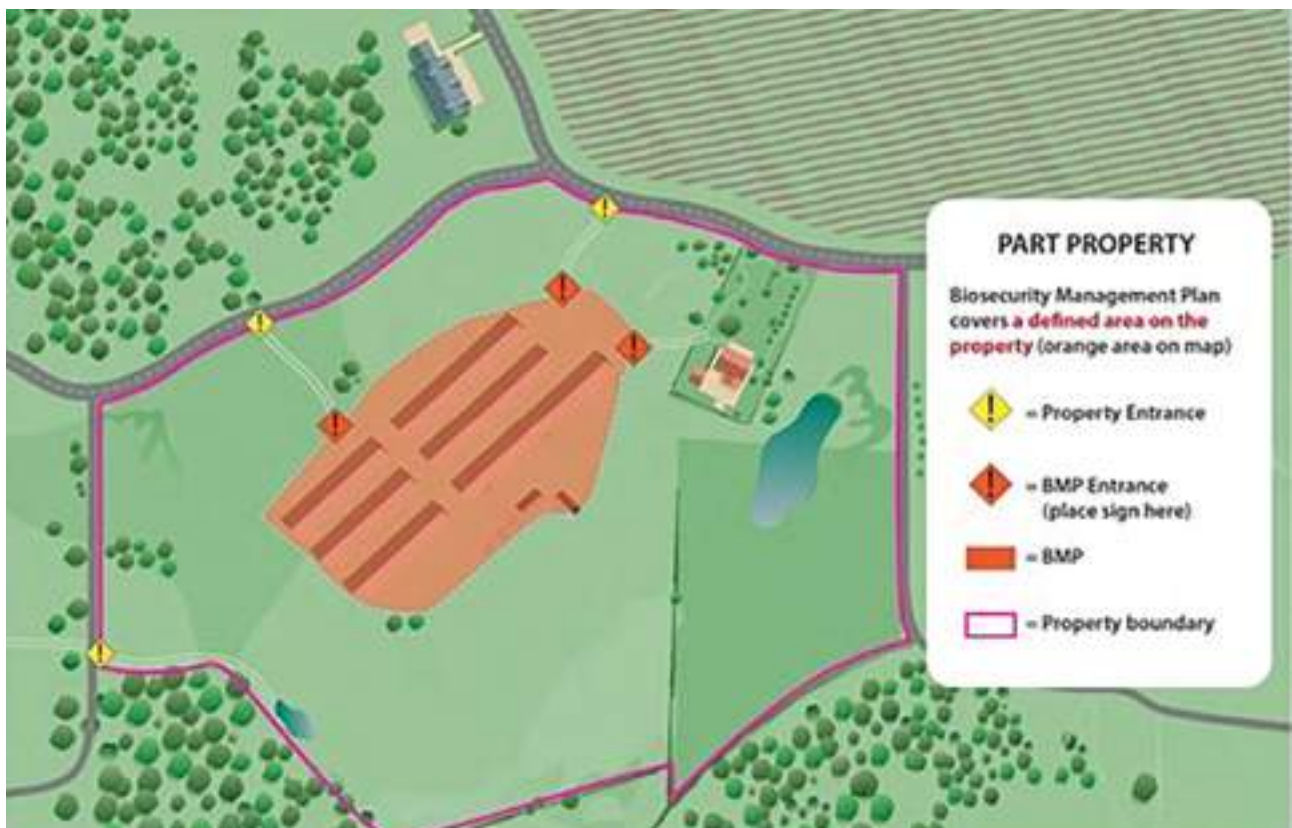 PART PROPERTY
Biosecurity Management Plan
covers a defined area on the
property (orange area on map)
! = Property Entrance
! = BMP Entrance
(place sign here)
= BMP
= Property boundary
!
!
!
!
!
!